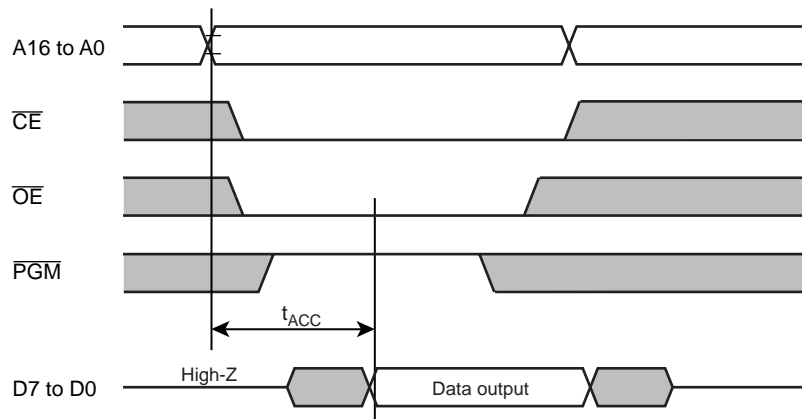 A16 to A0
CE
OE
PGM
tACC
D7 to D0 High-Z Data output